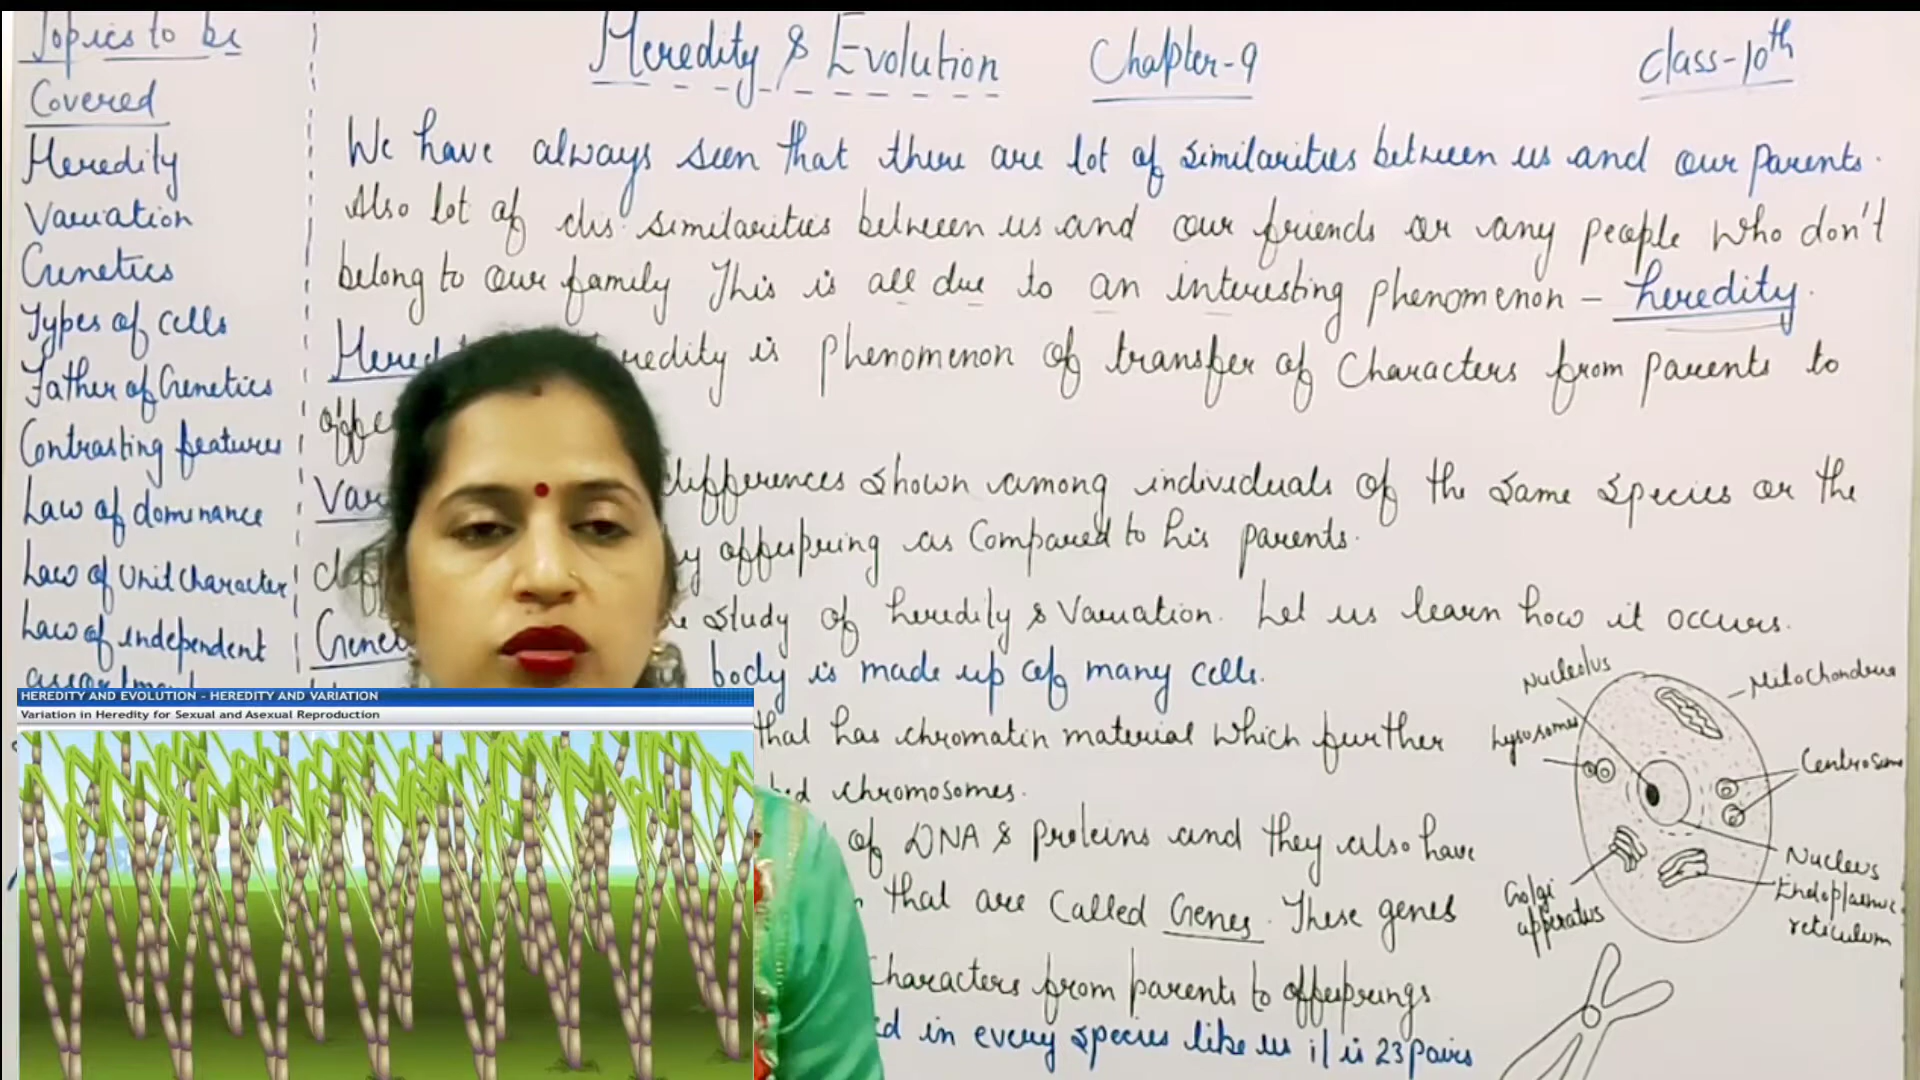 Topics to be
Covered
Heredity
Variation
Genetics
Types of cells
Father of Genetics
Contrasting features
Law of dominance
Law of Unit Character
Law of independent
Heredity & Evolution Chapter-9 class-10th
We have always seen that there are lot of similarities between us and our parents.
Also lot of dis similarities between us and our friends or any people who don't
belong to our family This is all due to an interesting phenomenon - heredity.
is phenomenon of transfer of Characters from parents to
differences shown among individuals of the same species or the
offspring as Compared to his parents.
study of heredity & Variation. Let us learn how it occurs.
body is made up of many cells.
that has chromatin material which further
chromosomes.
of DNA & proteins and they also have
that are Called Genes. These genes
Characters from parents to offsprings
in every species like us it is 23 pairs
Nucleolus
Mitochondria
Lysosomes
Centrosome
Nucleus
Golgi
apparatus
Endoplasmic
reticulum
HEREDITY AND EVOLUTION - HEREDITY AND VARIATION
Variation in Heredity for Sexual and Asexual Reproduction